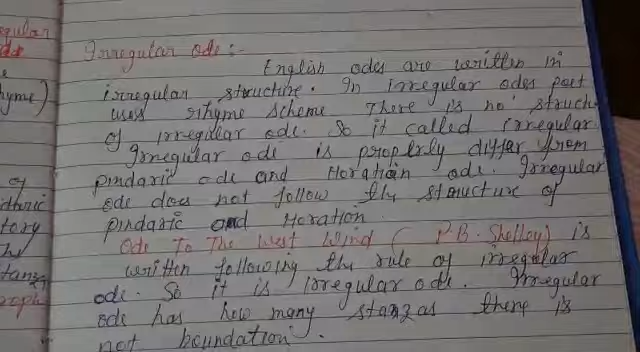 Irregular ode:-
English odes are written in
irregular structure. In irregular odes poet
uses rhyme scheme There is no struct
of irregular ode. So it called irregular
Irregular ode is properly differ from
pindaric ode and Horatian ode. Irregular
ode does not follow the structure of
pindaric and Horation.
Ode To The West Wind ( P.B. Shelley) is
written following the rule of irregular
ode. So it is irregular ode. Irregular
ode has how many stanzas there is
not boundation.